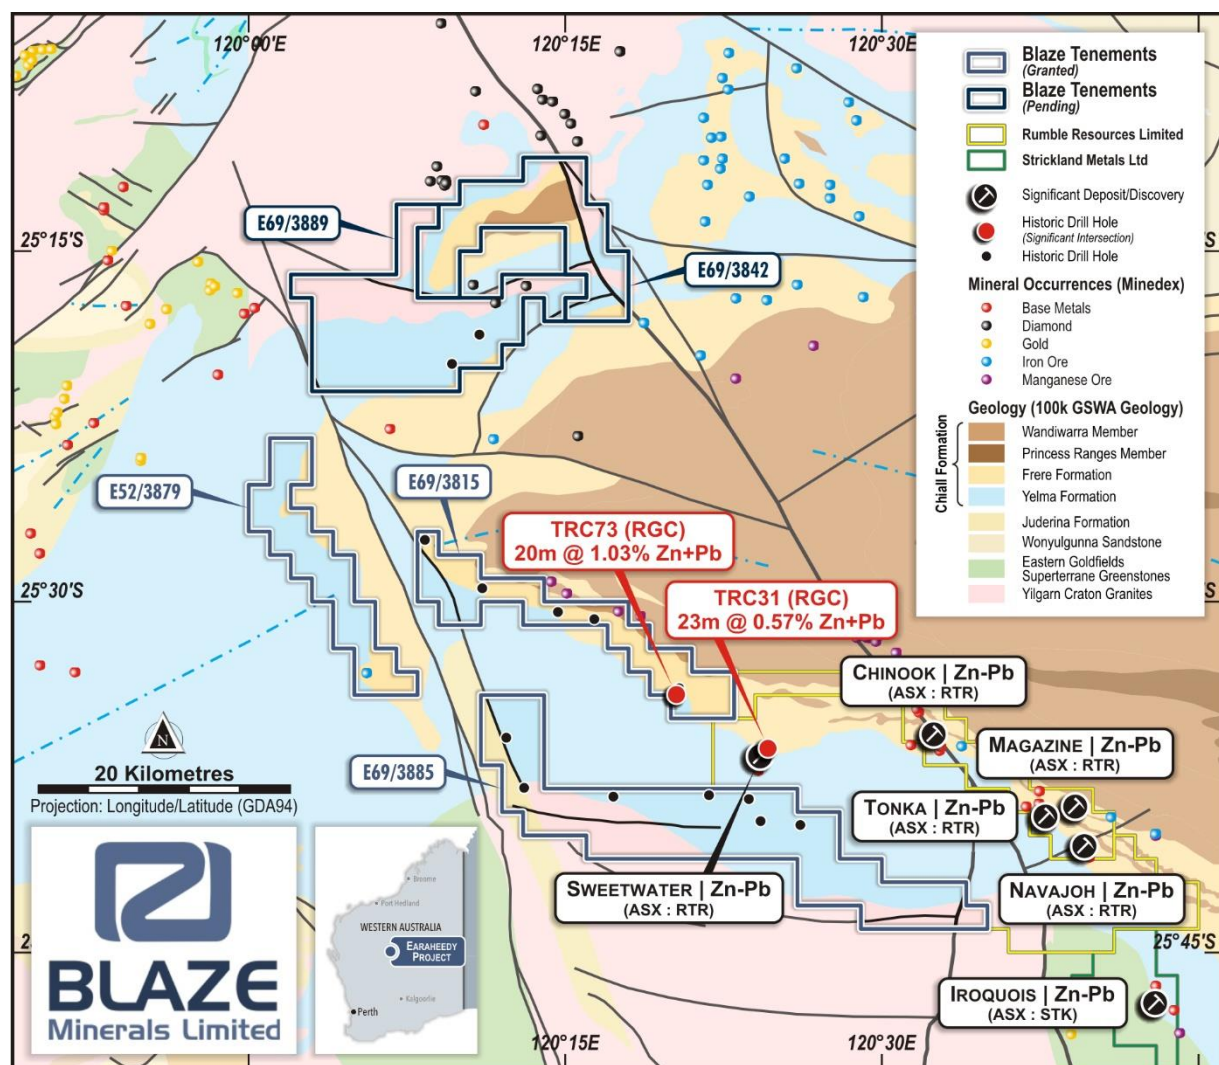 120°00'E
120°15'E
120°30'E
Blaze Tenements
(Granted)
Blaze Tenements
(Pending)
Rumble Resources Limited
Strickland Metals Ltd
Significant Deposit/Discovery
Historic Drill Hole
(Significant Intersection)
Historic Drill Hole
Mineral Occurrences (Minedex)
Base Metals
Diamond
Gold
Iron Ore
Manganese Ore
Geology (100k GSWA Geology)
Chiall Formation
Wandiwarra Member
Princess Ranges Member
Frere Formation
Yelma Formation
Juderina Formation
Wonyulgunna Sandstone
Eastern Goldfields
Superterrane Greenstones
Yilgarn Craton Granites
E69/3889
25°15'S
E69/3842
E52/3879
E69/3815
TRC73 (RGC)
20m @ 1.03% Zn+Pb
25°30'S
TRC31 (RGC)
23m @ 0.57% Zn+Pb
CHINOOK | Zn-Pb
(ASX : RTR)
MAGAZINE | Zn-Pb
(ASX : RTR)
N
20 Kilometres
Projection: Longitude/Latitude (GDA94)
E69/3885
TONKA | Zn-Pb
(ASX : RTR)
SWEETWATER | Zn-Pb
(ASX : RTR)
NAVAJOH | Zn-Pb
(ASX : RTR)
25°45'S
IROQUOIS | Zn-Pb
(ASX : STK)
BLAZE
Minerals Limited
Broome
Port Hedland
WESTERN AUSTRALIA
EARAHEEDY
PROJECT
Kalgoorlie
Perth
120°15'E
120°30'E